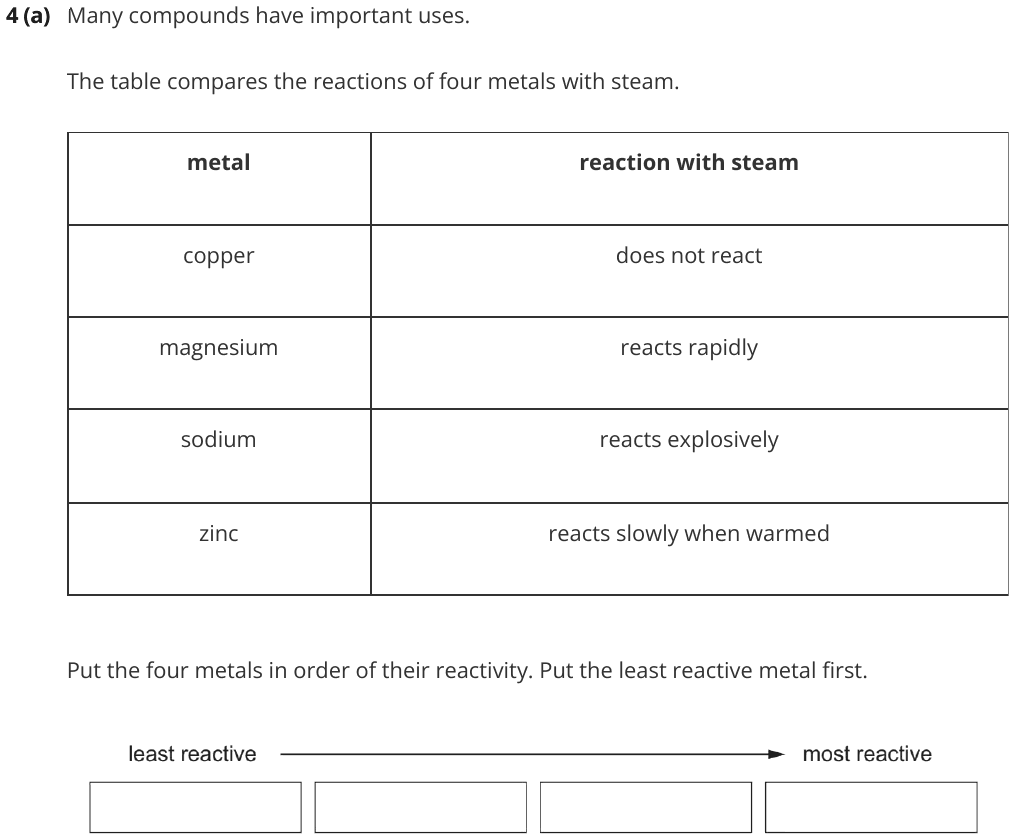 4 (a) Many compounds have important uses.
The table compares the reactions of four metals with steam.
metal reaction with steam
copper does not react
magnesium reacts rapidly
sodium reacts explosively
zinc reacts slowly when warmed
Put the four metals in order of their reactivity. Put the least reactive metal first.
least reactive most reactive